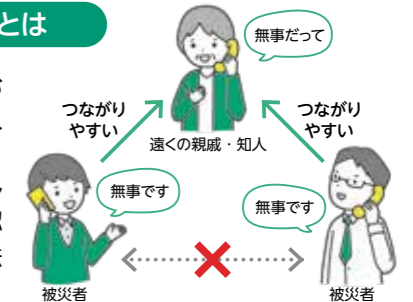 とは
無事だって
つながり
やすい
つながり
やすい
遠くの親戚・知人
無事です
無事です
被災者
被災者